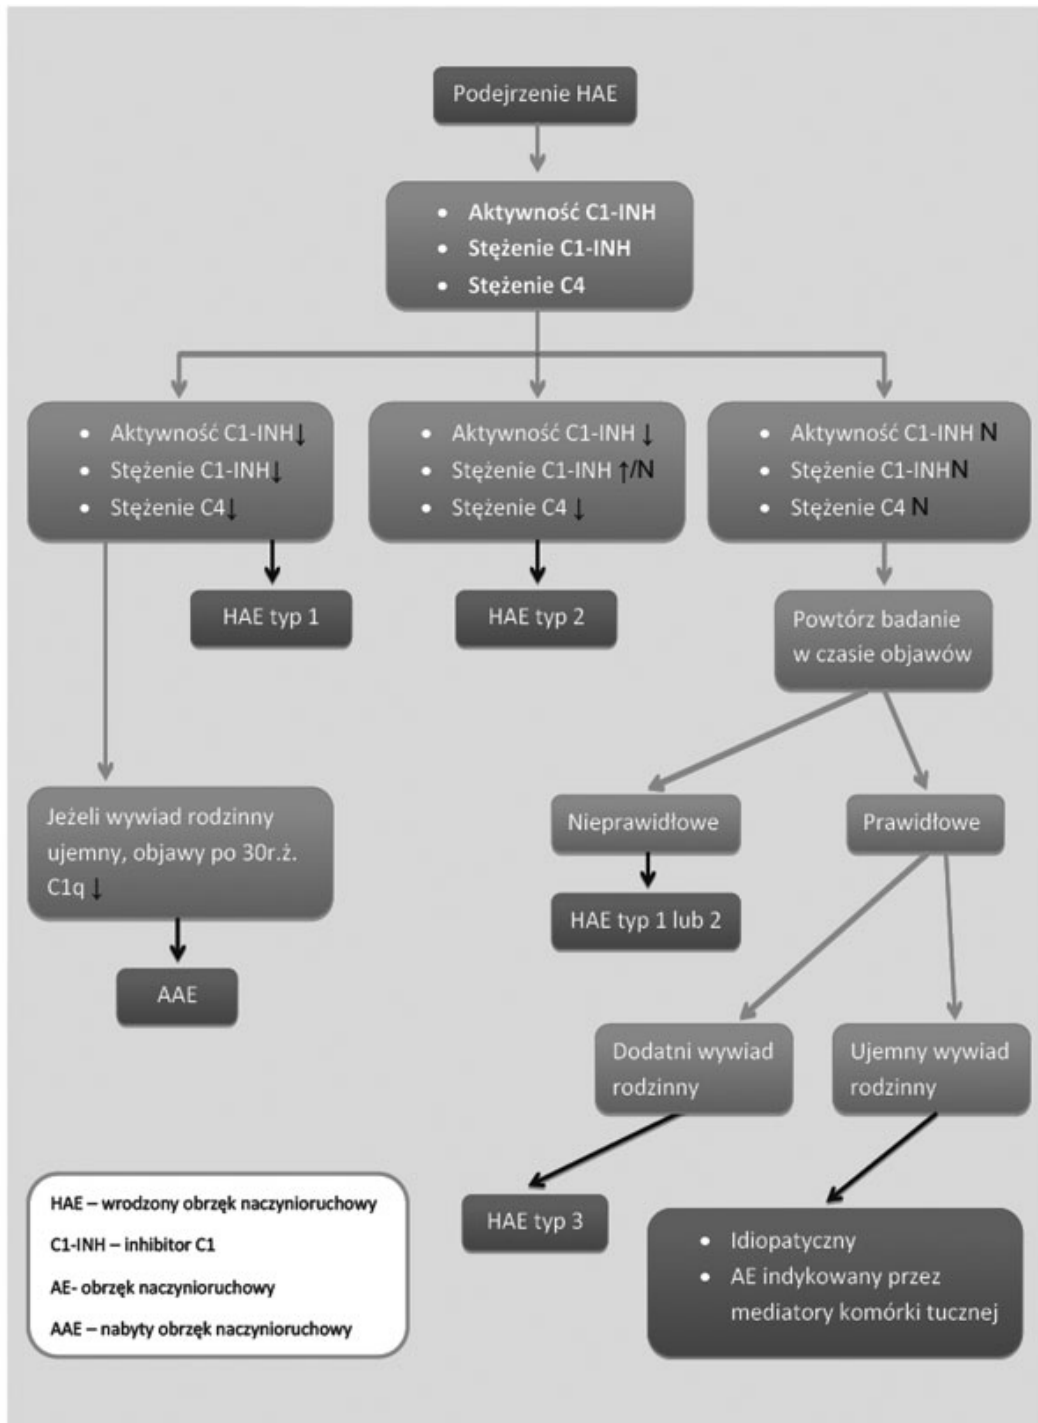 Podejrzenie HAE
• Aktywność C1-INH
• Stężenie C1-INH
• Stężenie C4
• Aktywność C1-INH↓
• Stężenie C1-INH↓
• Stężenie C4↓
• Aktywność C1-INH ↓
• Stężenie C1-INH ↑/N
• Stężenie C4 ↓
• Aktywność C1-INH N
• Stężenie C1-INHN
• Stężenie C4 N
HAE typ 1
HAE typ 2
Powtórz badanie
w czasie objawów
Jeżeli wywiad rodzinny
ujemny, objawy po 30r.ż.
C1q ↓
Nieprawidłowe
Prawidłowe
HAE typ 1 lub 2
AAE
Dodatni wywiad
rodzinny
Ujemny wywiad
rodzinny
HAE typ 3
• Idiopatyczny
• AE indykowany przez
mediatory komórki tucznej
HAE – wrodzony obrzęk naczynioruchowy
C1-INH – inhibitor C1
AE- obrzęk naczynioruchowy
AAE – nabyty obrzęk naczynioruchowy